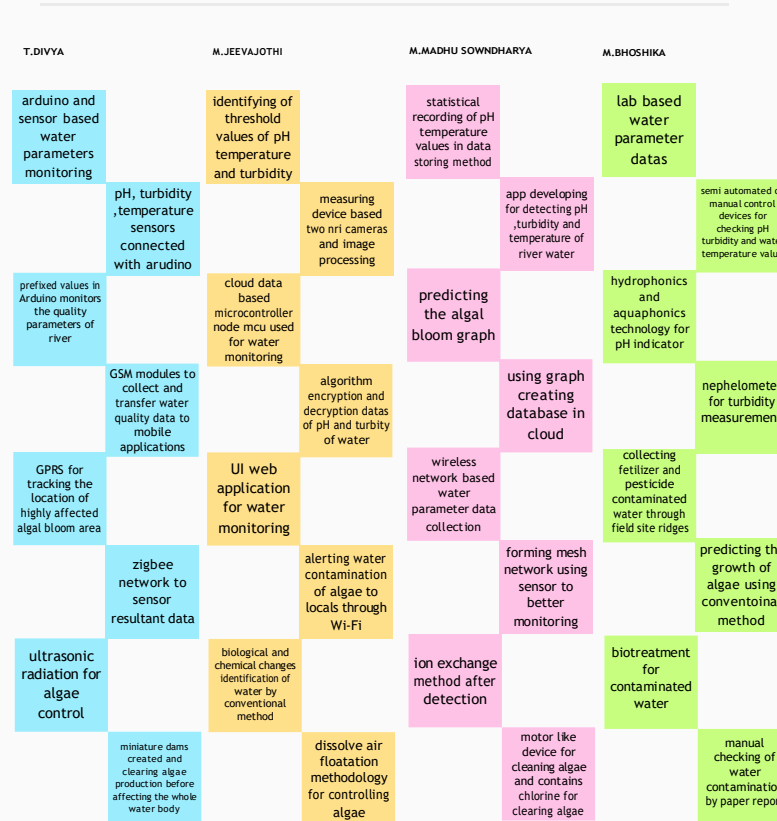 T.DIVYA
M.JEEVAJOTHI
M.MADHU SOWNDHARYA
M.BHOSHIKA
arduino and
sensor based
water
parameters
monitoring
pH, turbidity
,temperature
sensors
connected
with arudino
prefixed values in
Arduino monitors
the quality
parameters of
river
GSM modules to
collect and
transfer water
quality data to
mobile
applications
GPRS for
tracking the
location of
highly affected
algal bloom area
zigbee
network to
sensor
resultant data
ultrasonic
radiation for
algae
control
miniature dams
created and
clearing algae
production before
affecting the whole
water body
identifying of
threshold
values of pH
temperature
and turbidity
measuring
device based
two nri cameras
and image
processing
cloud data
based
microcontroller
node mcu used
for water
monitoring
algorithm
encryption and
decryption datas
of pH and turbity
of water
UI web
application
for water
monitoring
alerting water
contamination
of algae to
locals through
Wi-Fi
biological and
chemical changes
identification of
water by
conventional
method
dissolve air
floatation
methodology
for controlling
algae
statistical
recording of pH
temperature
values in data
storing method
app developing
for detecting pH
,turbidity and
temperature of
river water
predicting
the algal
bloom graph
using graph
creating
database in
cloud
wireless
network based
water
parameter data
collection
forming mesh
network using
sensor to
better
monitoring
ion exchange
method after
detection
motor like
device for
cleaning algae
and contains
chlorine for
clearing algae
lab based
water
parameter
datas
semi automated
manual control
devices for
checking pH
turbidity and
temperature
hydrophonics
and
aquaphonics
technology for
pH indicator
for turbidity
collecting
fetilizer and
pesticide
contaminated
water through
field site ridges
predicting
growth of
algae using
method
biotreatment
for
contaminated
water
manual
checking of
water
by paper